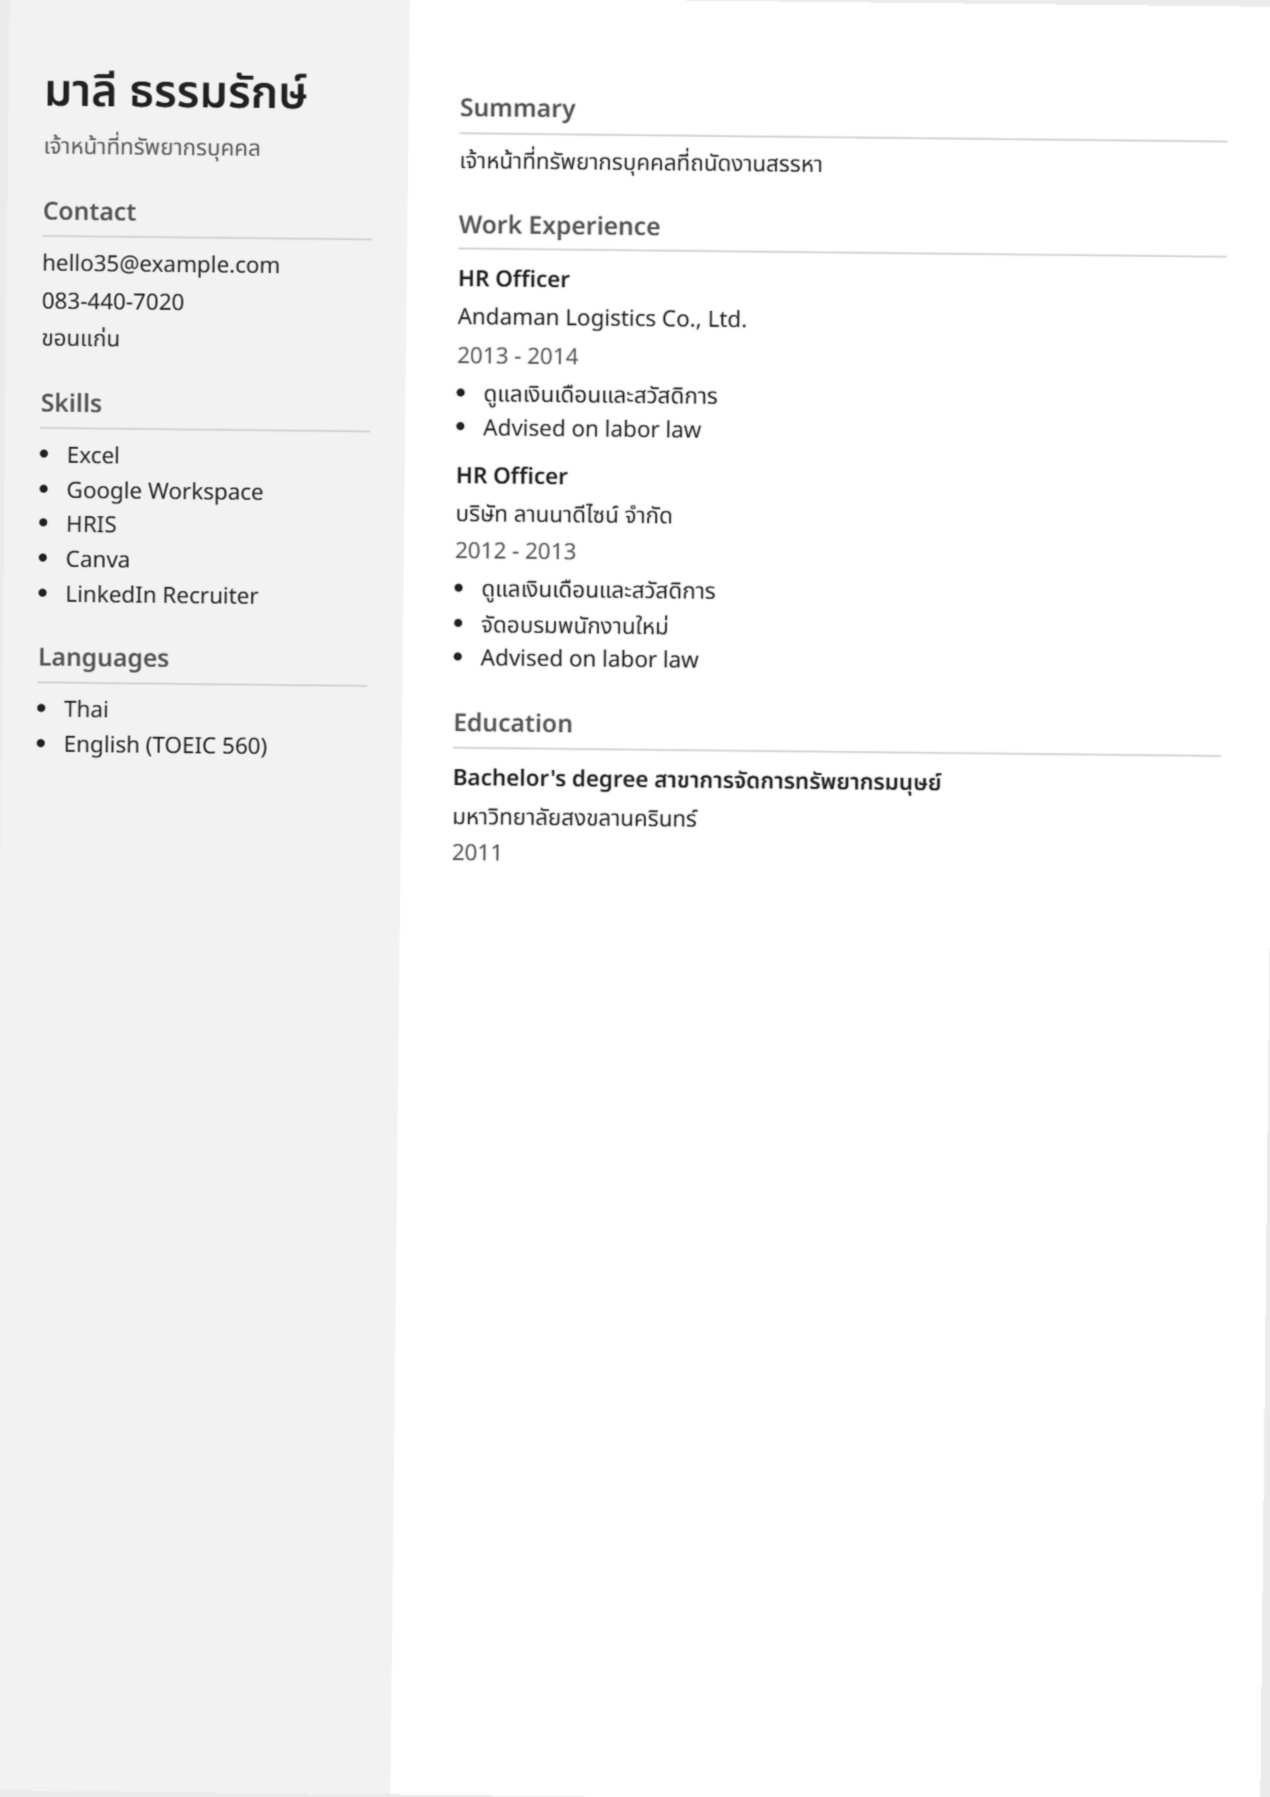 มาลี ธรรมรักษ์
เจ้าหน้าที่ทรัพยากรบุคคล
Contact
hello35@example.com
083-440-7020
ขอนแก่น
Skills
• Excel
• Google Workspace
• HRIS
• Canva
• LinkedIn Recruiter
Languages
• Thai
• English (TOEIC 560)
Summary
เจ้าหน้าที่ทรัพยากรบุคคลที่ถนัดงานสรรหา
Work Experience
HR Officer
Andaman Logistics Co., Ltd.
2013 - 2014
• ดูแลเงินเดือนและสวัสดิการ
• Advised on labor law
HR Officer
บริษัท ลานนาดีไซน์ จำกัด
2012 - 2013
• ดูแลเงินเดือนและสวัสดิการ
• จัดอบรมพนักงานใหม่
• Advised on labor law
Education
Bachelor's degree สาขาการจัดการทรัพยากรมนุษย์
มหาวิทยาลัยสงขลานครินทร์
2011